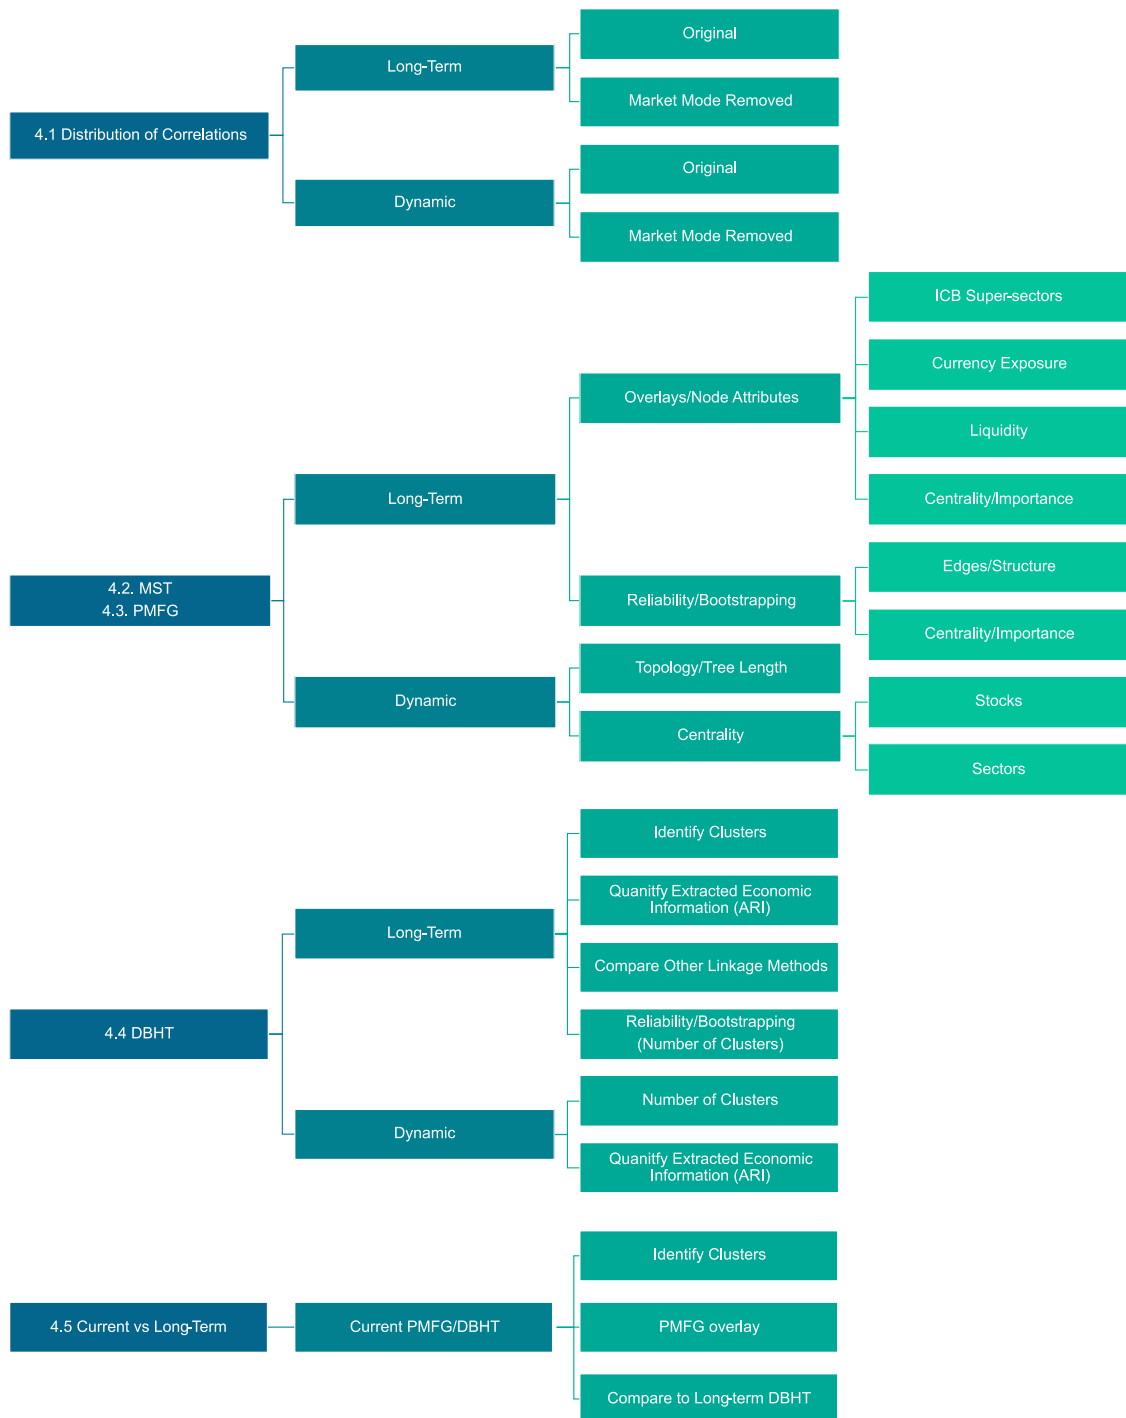 4.1 Distribution of Correlations
Long-Term
Original
Market Mode Removed
Dynamic
Original
Market Mode Removed
4.2. MST
4.3. PMFG
Long-Term
Overlays/Node Attributes
ICB Super-sectors
Currency Exposure
Liquidity
Centrality/Importance
Reliability/Bootstrapping
Edges/Structure
Centrality/Importance
Dynamic
Topology/Tree Length
Centrality
Stocks
Sectors
4.4 DBHT
Long-Term
Identify Clusters
Quanitfy Extracted Economic
Information (ARI)
Compare Other Linkage Methods
Reliability/Bootstrapping
(Number of Clusters)
Dynamic
Number of Clusters
Quanitfy Extracted Economic
Information (ARI)
4.5 Current vs Long-Term
Current PMFG/DBHT
Identify Clusters
PMFG overlay
Compare to Long-term DBHT